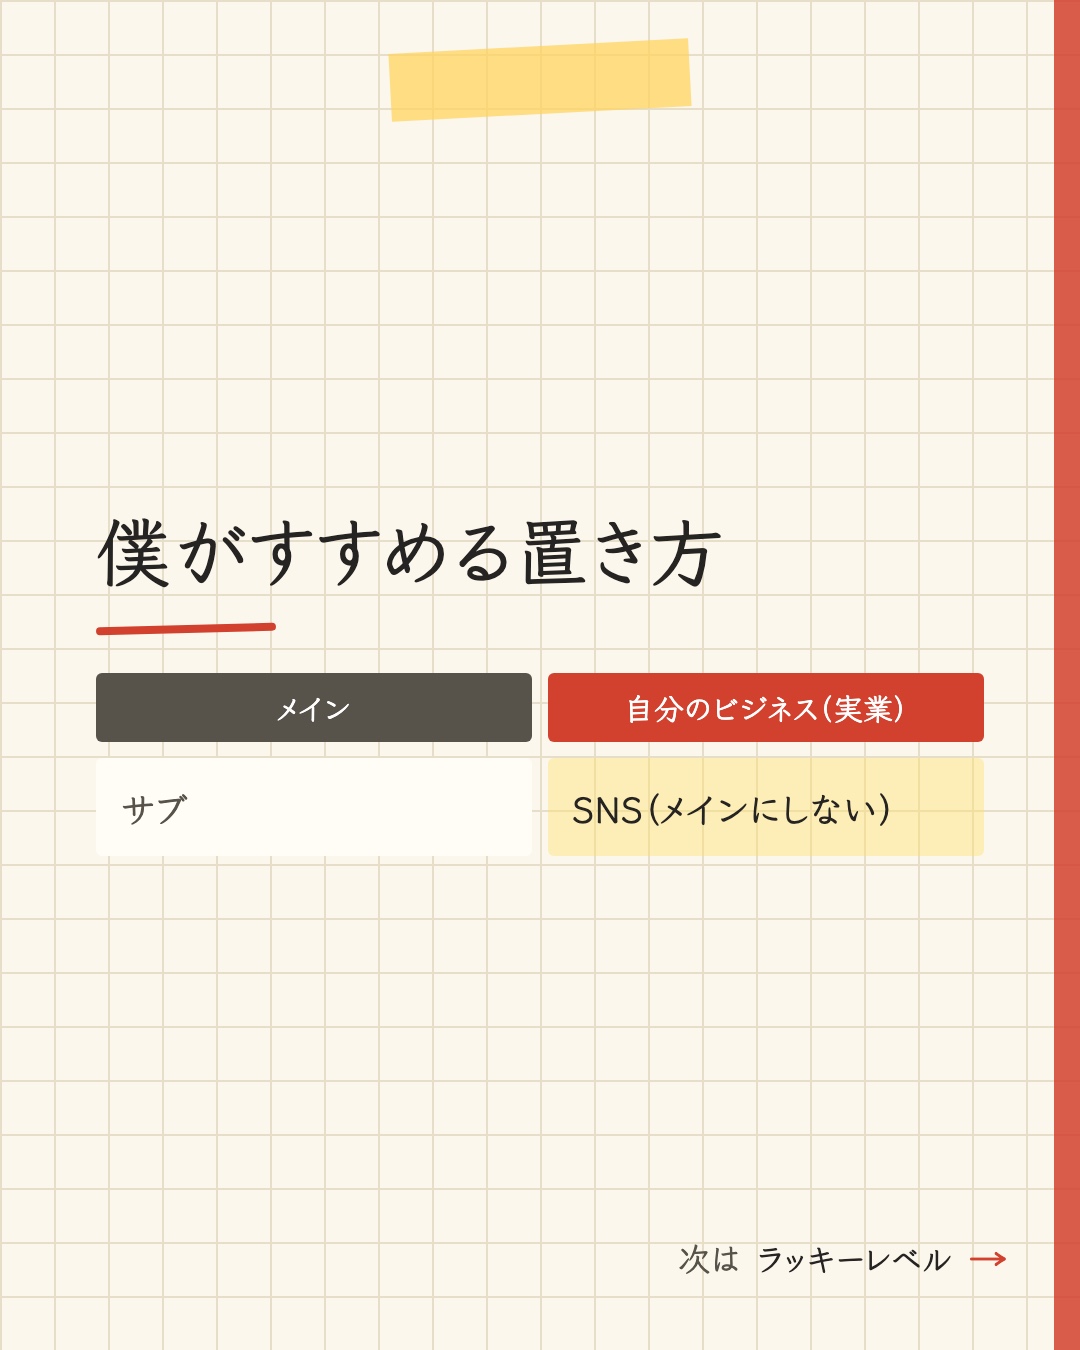 僕がすすめる置き方
メイン
自分のビジネス(実業)
サブ
SNS(メインにしない)
次は ラッキーレベル →